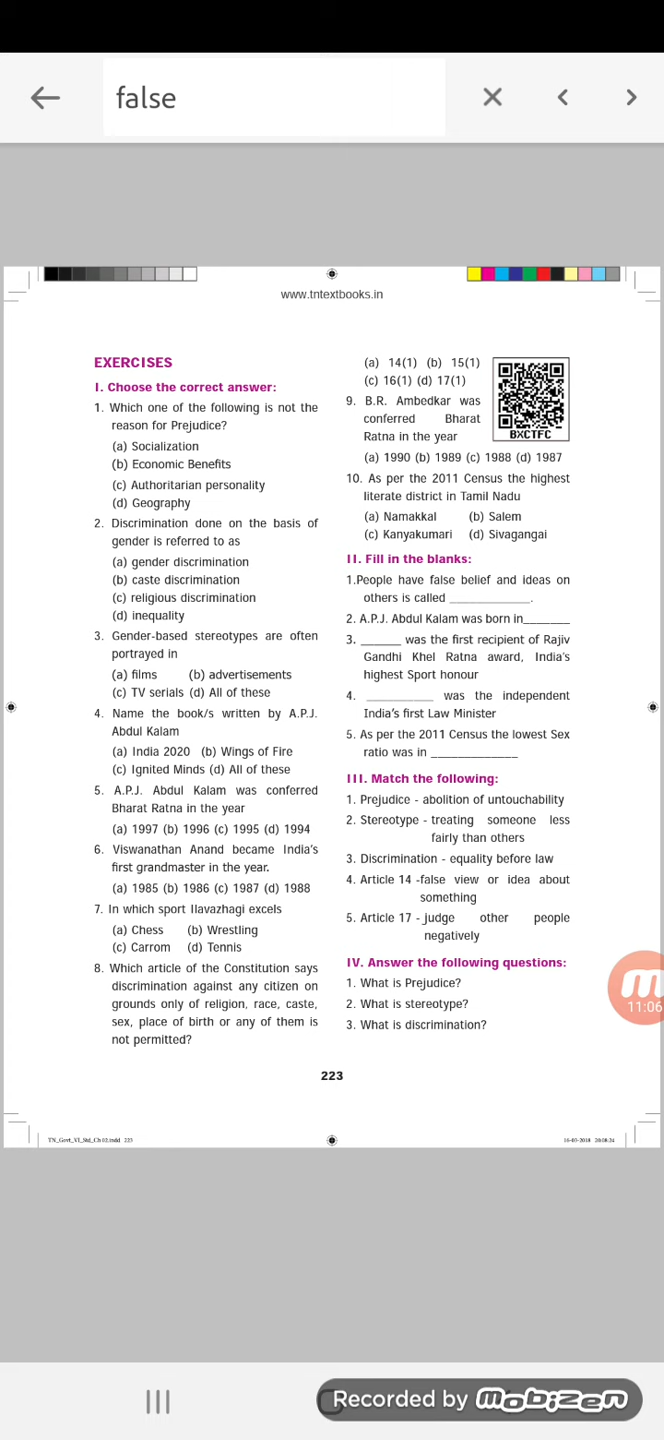 false
www.tntextbooks.in
EXERCISES
I. Choose the correct answer:
1. Which one of the following is not the
reason for Prejudice?
(a) Socialization
(b) Economic Benefits
(c) Authoritarian personality
(d) Geography
2. Discrimination done on the basis of
gender is referred to as
(a) gender discrimination
(b) caste discrimination
(c) religious discrimination
(d) inequality
3. Gender-based stereotypes are often
portrayed in
(a) films (b) advertisements
(c) TV serials (d) All of these
4. Name the book/s written by A.P.J.
Abdul Kalam
(a) India 2020 (b) Wings of Fire
(c) Ignited Minds (d) All of these
5. A.P.J. Abdul Kalam was conferred
Bharat Ratna in the year
(a) 1997 (b) 1996 (c) 1995 (d) 1994
6. Viswanathan Anand became India's
first grandmaster in the year.
(a) 1985 (b) 1986 (c) 1987 (d) 1988
7. In which sport Ilavazhagi excels
(a) Chess (b) Wrestling
(c) Carrom (d) Tennis
8. Which article of the Constitution says
discrimination against any citizen on
grounds only of religion, race, caste,
sex, place of birth or any of them is
not permitted?
(a) 14(1) (b) 15(1)
(c) 16(1) (d) 17(1)
BXCTFC
9. B.R. Ambedkar was
conferred Bharat
Ratna in the year
(a) 1990 (b) 1989 (c) 1988 (d) 1987
10. As per the 2011 Census the highest
literate district in Tamil Nadu
(a) Namakkal (b) Salem
(c) Kanyakumari (d) Sivagangai
II. Fill in the blanks:
1.People have false belief and ideas on
others is called ____________.
2. A.P.J. Abdul Kalam was born in_______
3. ______ was the first recipient of Rajiv
Gandhi Khel Ratna award, India's
highest Sport honour
4. __________ was the independent
India's first Law Minister
5. As per the 2011 Census the lowest Sex
ratio was in _____________
III. Match the following:
1. Prejudice - abolition of untouchability
2. Stereotype - treating someone less
fairly than others
3. Discrimination - equality before law
4. Article 14 -false view or idea about
something
5. Article 17 - judge other people
negatively
IV. Answer the following questions:
1. What is Prejudice?
2. What is stereotype?
3. What is discrimination?
223
TN_Govt_VI_Std_Ch 02.indd 223
16-03-2018 20:08:24
11:06
Recorded by mobizen